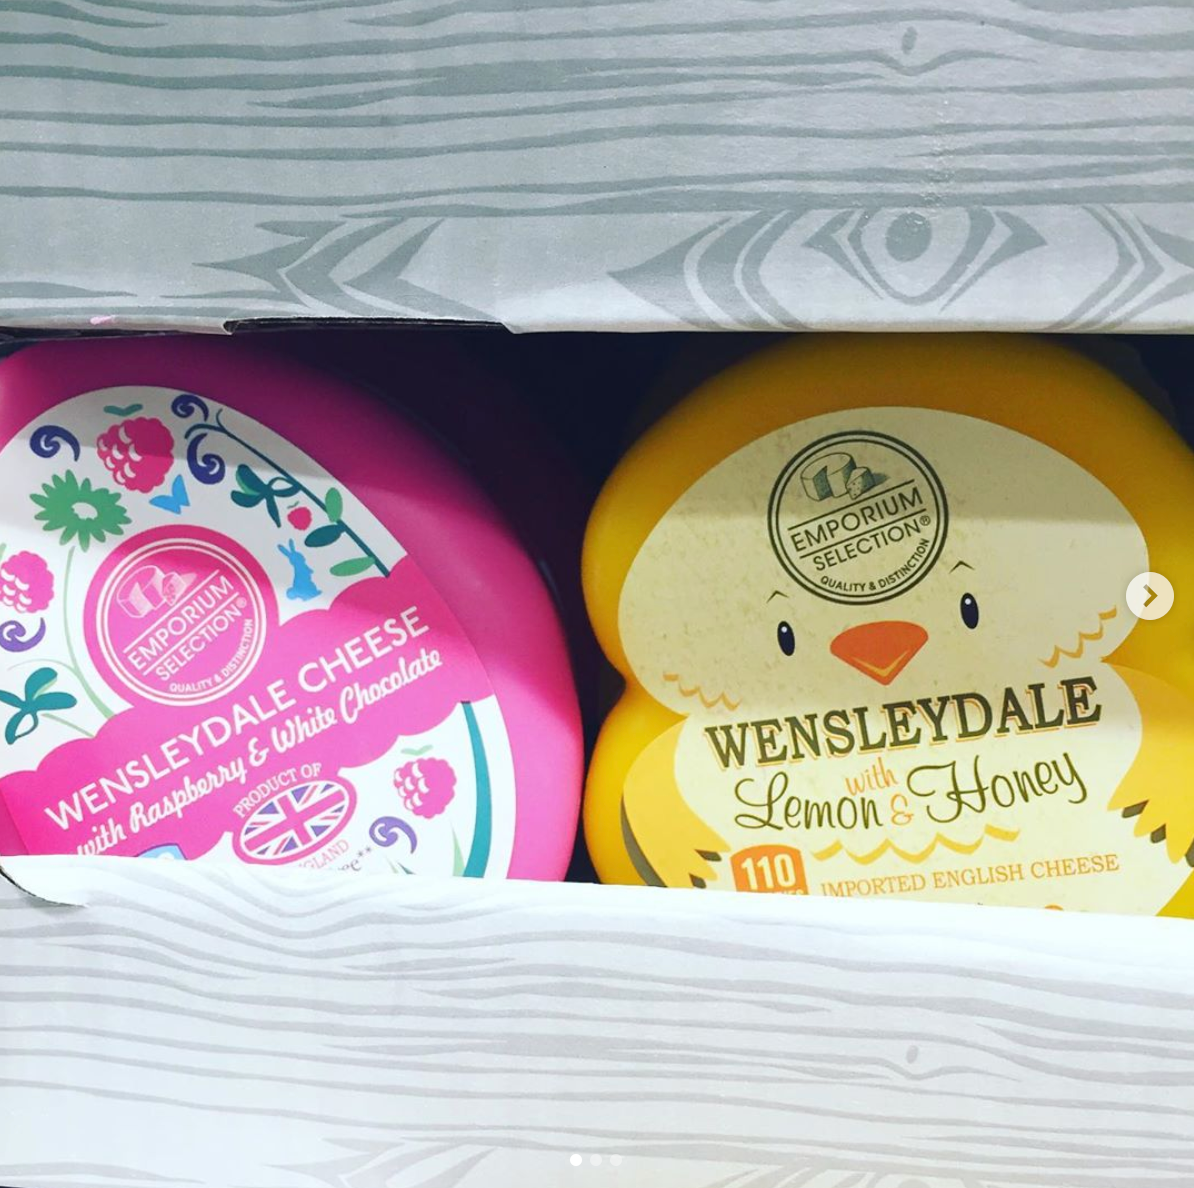 EMPORIUM
SELECTION®
QUALITY & DISTINCTION
WENSLEYDALE CHEESE
with Raspberry & White Chocolate
PRODUCT OF
EMPORIUM
SELECTION®
QUALITY & DISTINCTION
WENSLEYDALE
with
Lemon & Honey
110
IMPORTED ENGLISH CHEESE